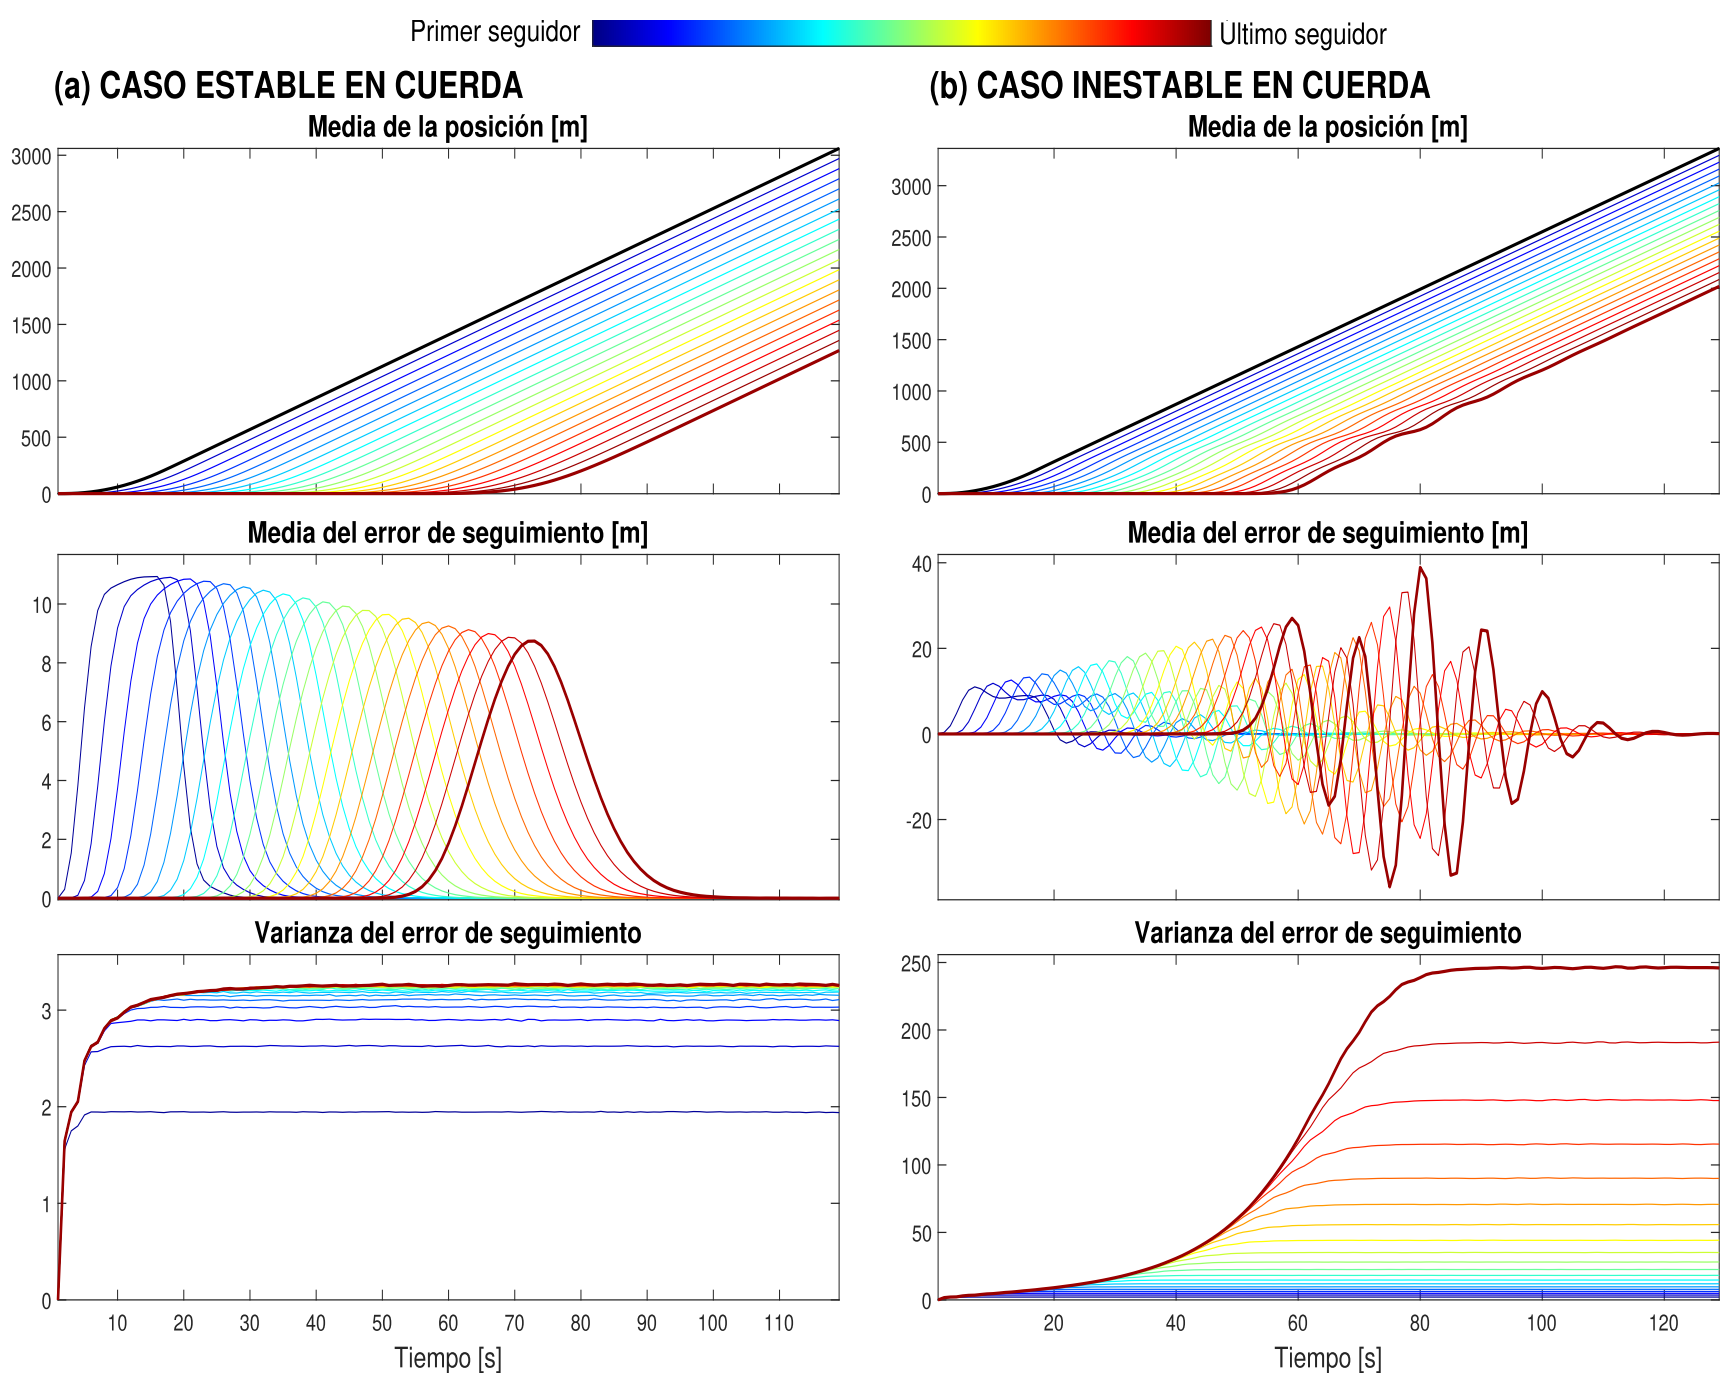 Primer seguidor
Último seguidor
(a) CASO ESTABLE EN CUERDA
Media de la posición [m]
3000
2500
2000
1500
1000
500
0
Media del error de seguimiento [m]
10
8
6
4
2
0
Varianza del error de seguimiento
3
2
1
0
10 20 30 40 50 60 70 80 90 100 110
Tiempo [s]
(b) CASO INESTABLE EN CUERDA
Media de la posición [m]
3000
2500
2000
1500
1000
500
0
Media del error de seguimiento [m]
40
20
0
-20
Varianza del error de seguimiento
250
200
150
100
50
0
20 40 60 80 100 120
Tiempo [s]